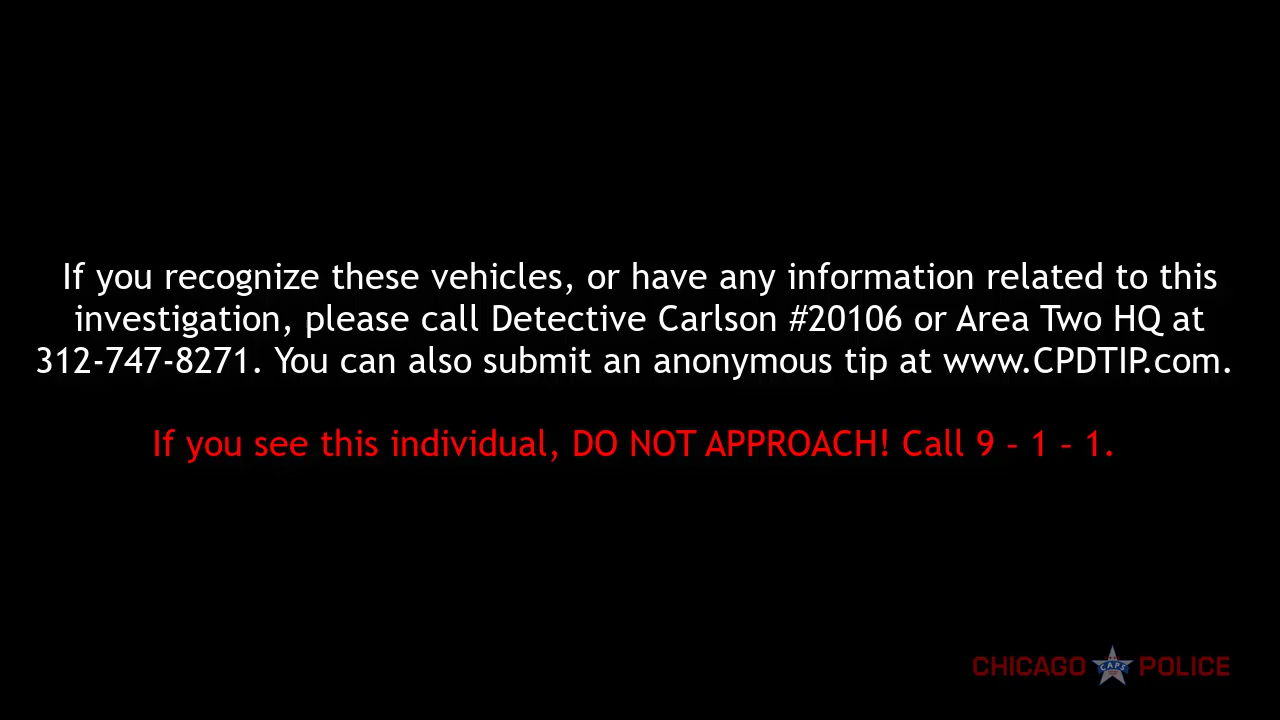 If you recognize these vehicles, or have any information related to this
investigation, please call Detective Carlson #20106 or Area Two HQ at
312-747-8271. You can also submit an anonymous tip at www.CPDTIP.com.
If you see this individual, DO NOT APPROACH! Call 9 – 1 – 1.
CHICAGO CAPS POLICE